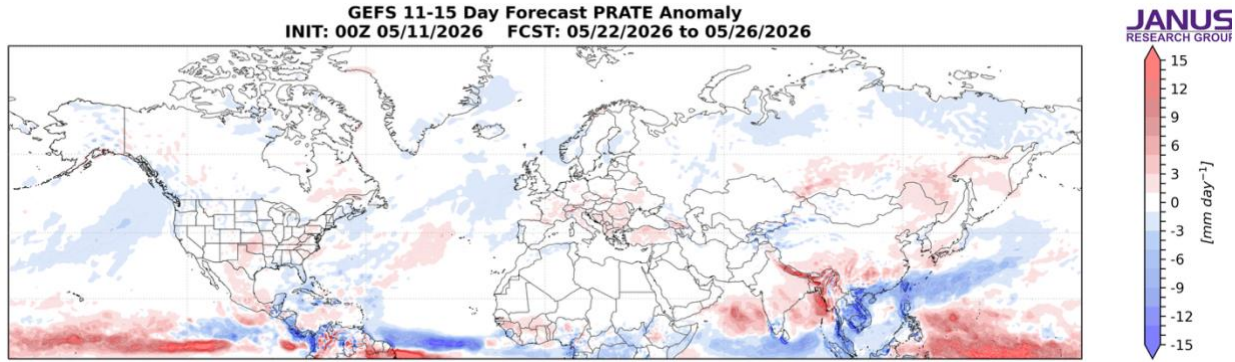 GEFS 11-15 Day Forecast PRATE Anomaly
INIT: 00Z 05/11/2026 FCST: 05/22/2026 to 05/26/2026
JANUS
RESEARCH GROUP
15
12
9
6
3
0
-3
-6
-9
-12
-15
[mm day⁻¹]